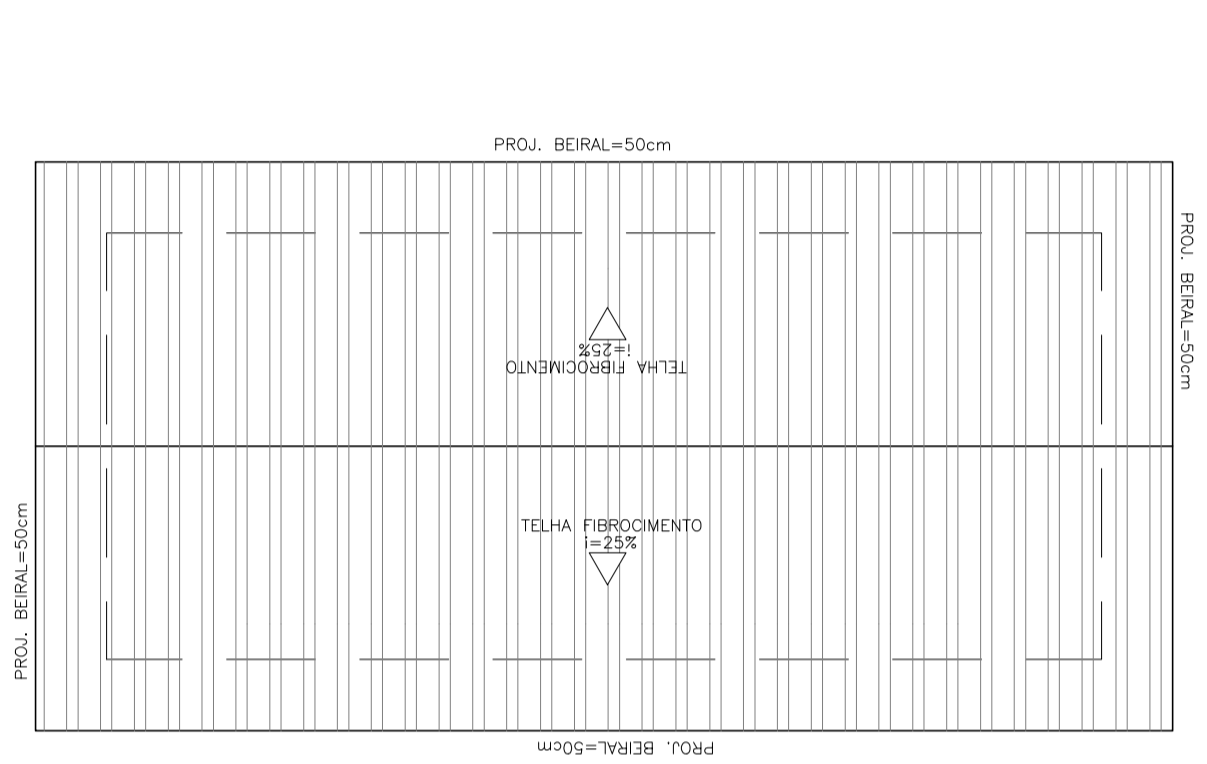 PROJ. BEIRAL=50cm
PROJ. BEIRAL=50cm
i=25%
TELHA FIBROCIMENTO
TELHA FIBROCIMENTO
i=25%
PROJ. BEIRAL=50cm
PROJ. BEIRAL=50cm